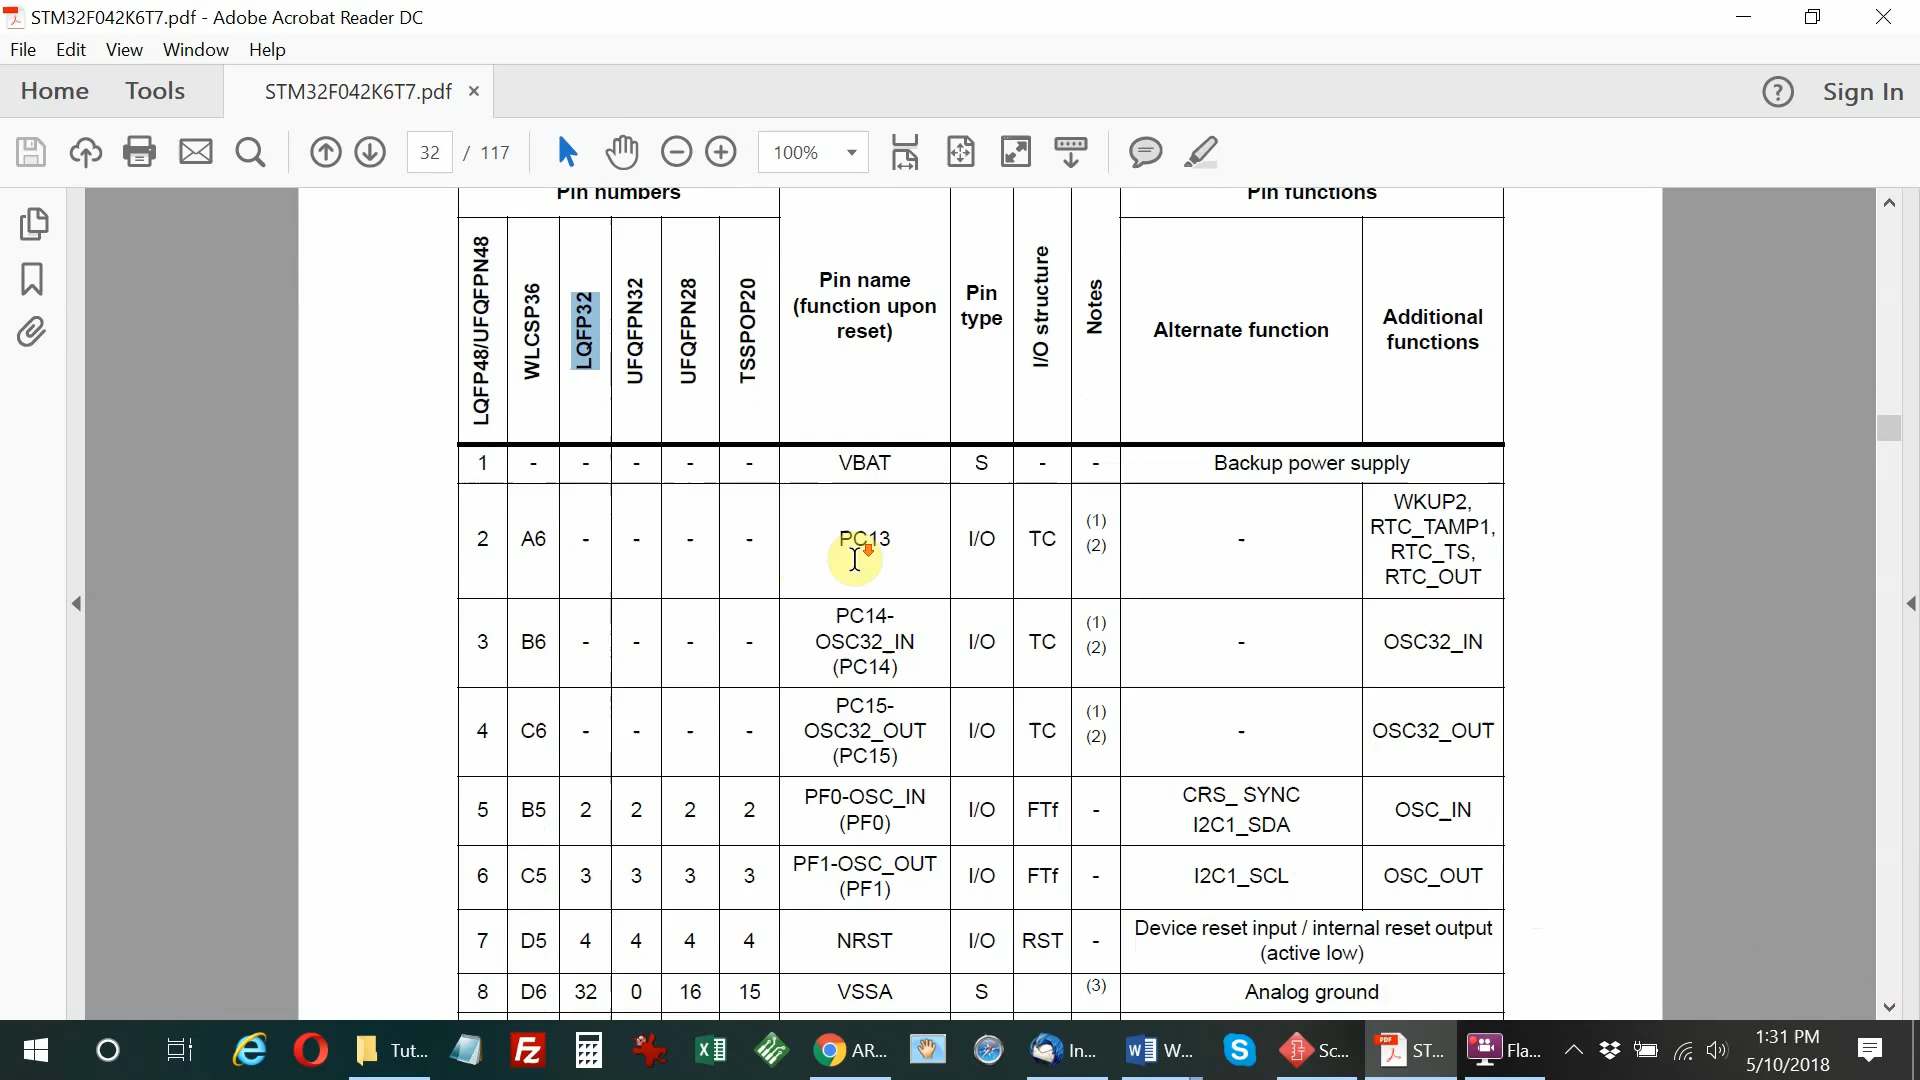 STM32F042K6T7.pdf - Adobe Acrobat Reader DC
File Edit View Window Help
Home Tools STM32F042K6T7.pdf × ? Sign In
32 / 117 100%
Pin numbers Pin functions
LQFP48/UFQFPN48
WLCSP36
LQFP32
UFQFPN32
UFQFPN28
TSSPOP20
Pin name
(function upon
reset)
Pin
type
I/O structure
Notes
Alternate function
Additional
functions
1 - - - - - VBAT S - - Backup power supply
2 A6 - - - - PC13 I/O TC (1)
(2)
-
WKUP2,
RTC_TAMP1,
RTC_TS,
RTC_OUT
3 B6 - - - - PC14-
OSC32_IN
(PC14)
I/O TC (1)
(2)
- OSC32_IN
4 C6 - - - - PC15-
OSC32_OUT
(PC15)
I/O TC (1)
(2)
- OSC32_OUT
5 B5 2 2 2 2 PF0-OSC_IN
(PF0)
I/O FTf - CRS_ SYNC
I2C1_SDA
OSC_IN
6 C5 3 3 3 3 PF1-OSC_OUT
(PF1)
I/O FTf - I2C1_SCL OSC_OUT
7 D5 4 4 4 4 NRST I/O RST - Device reset input / internal reset output
(active low)
8 D6 32 0 16 15 VSSA S (3) Analog ground
Tut... AR... In... W... Sc... ST... Fla...
1:31 PM
5/10/2018